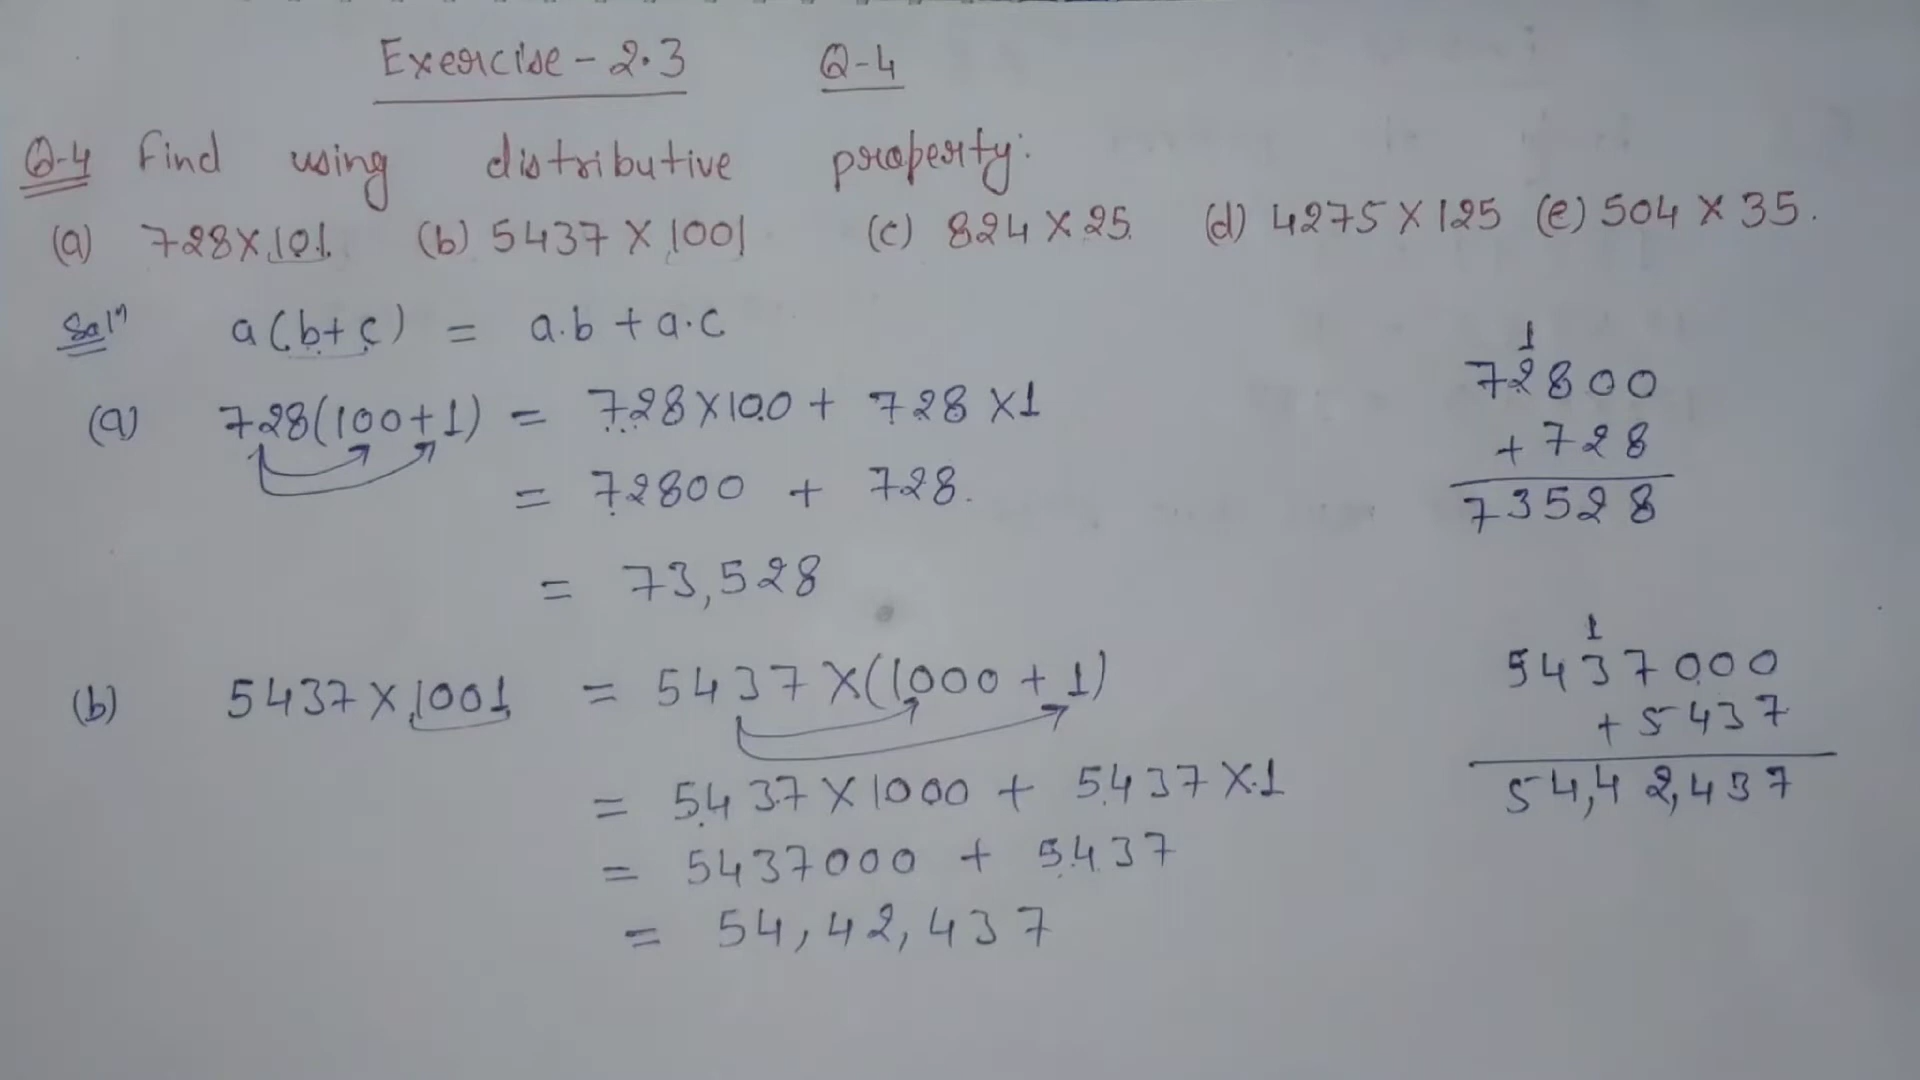 Exercise - 2.3 Q-4
Q-4 Find using distributive property:
(a) 728×101 (b) 5437 × 1001 (c) 824 × 25 (d) 4275 × 125 (e) 504 × 35.
Solⁿ a(b+c) = a.b + a.c
(a) 728(100+1) = 728×100 + 728 ×1
= 72800 + 728.
= 73,528
1
72800
+ 728
73528
(b) 5437 × 1001 = 5437 × (1000 + 1)
= 5437 × 1000 + 5437 × 1
= 5437000 + 5437
= 54,42,437
1
5437000
+ 5437
54,42,437